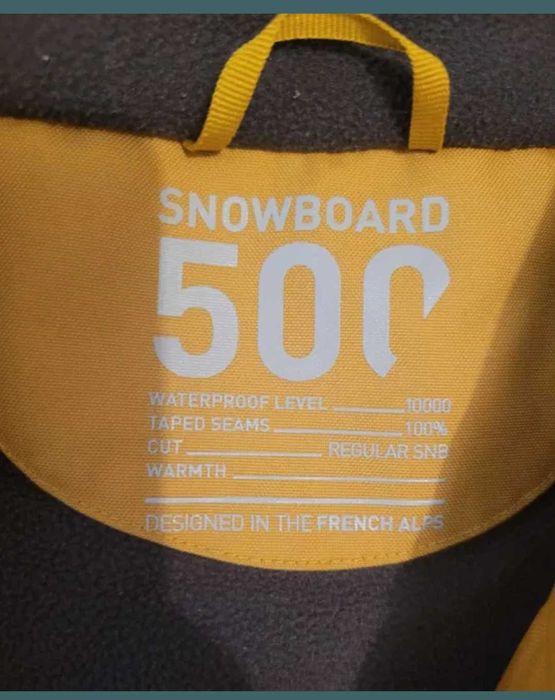 SNOWBOARD
500
WATERPROOF LEVEL 10000
TAPED SEAMS 100%
CUT REGULAR SNB
WARMTH
DESIGNED IN THE FRENCH ALPS